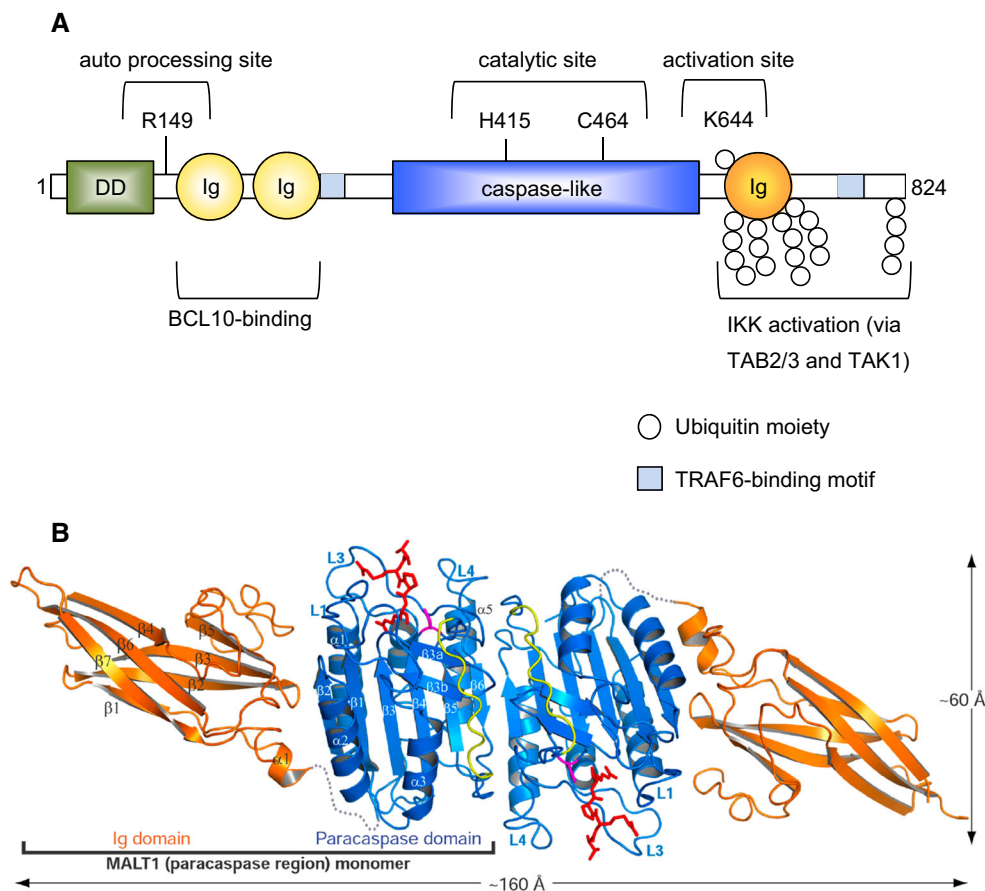 A
auto processing site
catalytic site
activation site
R149
H415
C464
K644
1
DD
Ig
Ig
caspase-like
Ig
824
BCL10-binding
IKK activation (via
TAB2/3 and TAK1)
Ubiquitin moiety
TRAF6-binding motif
B
L3
L4
L1
α5
α1
β4
β6
β5
β7
β3
β2
β1
β3a
β2
β1
β3
β3b
β4
β5
β6
α2
α1
α3
L1
L4
L3
~60 Å
Ig domain
Paracaspase domain
MALT1 (paracaspase region) monomer
~160 Å